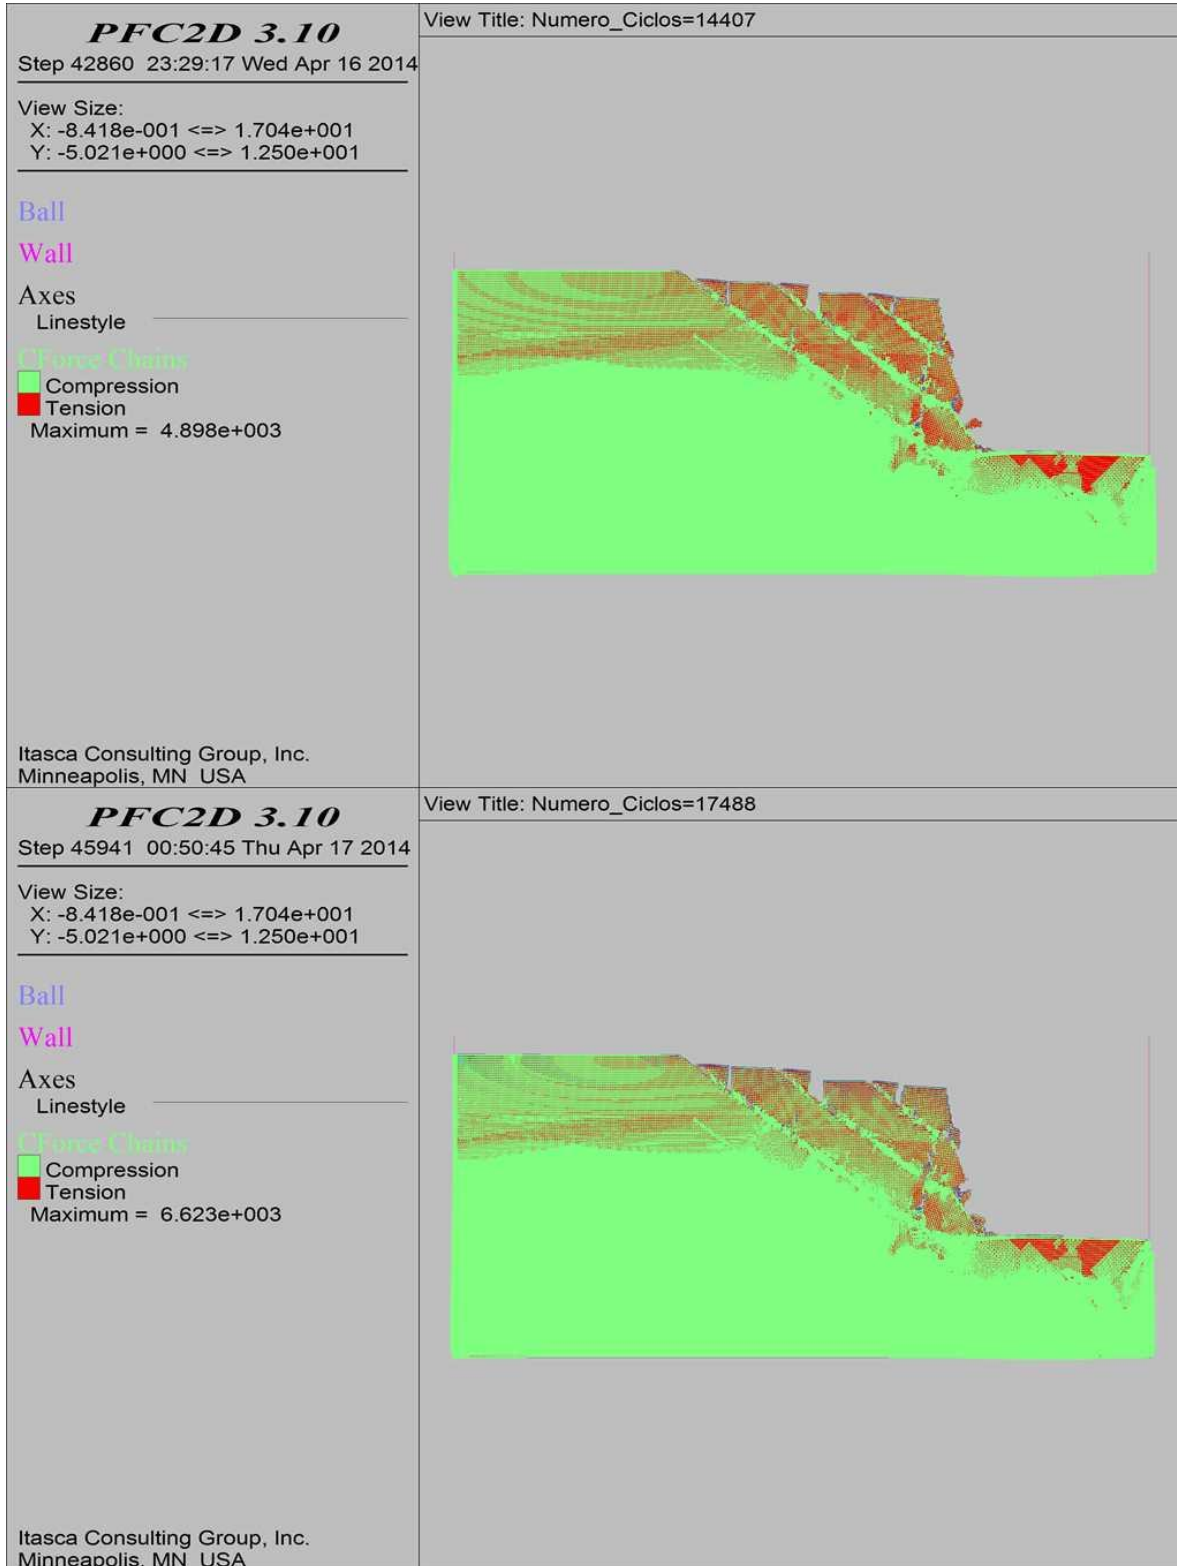 PFC2D 3.10
Step 42860 23:29:17 Wed Apr 16 2014
View Size:
X: -8.418e-001 <=> 1.704e+001
Y: -5.021e+000 <=> 1.250e+001
Ball
Wall
Axes
Linestyle
CForce Chains
Compression
Tension
Maximum = 4.898e+003
Itasca Consulting Group, Inc.
Minneapolis, MN USA
View Title: Numero_Ciclos=14407
PFC2D 3.10
Step 45941 00:50:45 Thu Apr 17 2014
View Size:
X: -8.418e-001 <=> 1.704e+001
Y: -5.021e+000 <=> 1.250e+001
Ball
Wall
Axes
Linestyle
CForce Chains
Compression
Tension
Maximum = 6.623e+003
Itasca Consulting Group, Inc.
Minneapolis, MN USA
View Title: Numero_Ciclos=17488